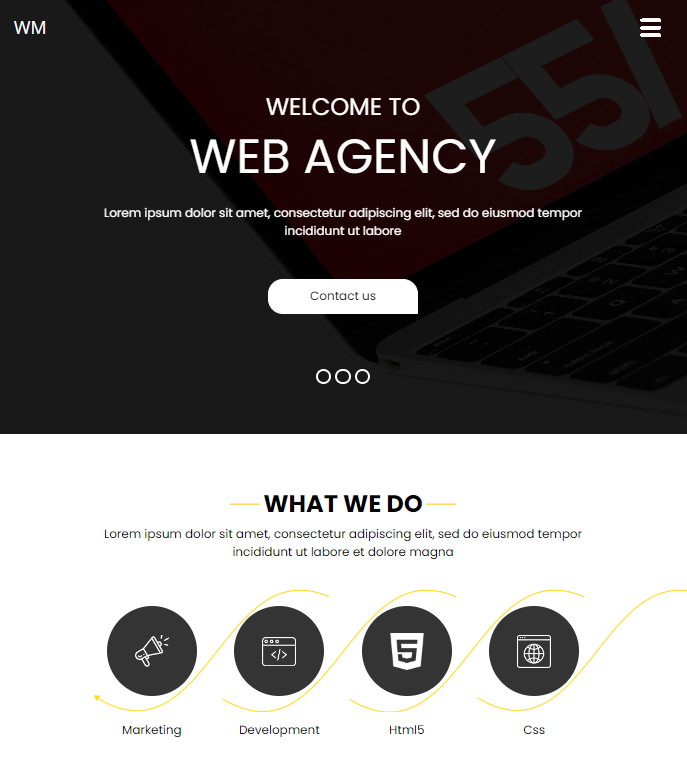 WM
WELCOME TO
WEB AGENCY
Lorem ipsum dolor sit amet, consectetur adipiscing elit, sed do eiusmod tempor
incididunt ut labore
Contact us
WHAT WE DO
Lorem ipsum dolor sit amet, consectetur adipiscing elit, sed do eiusmod tempor
incididunt ut labore et dolore magna
Marketing
Development
Html5
Css